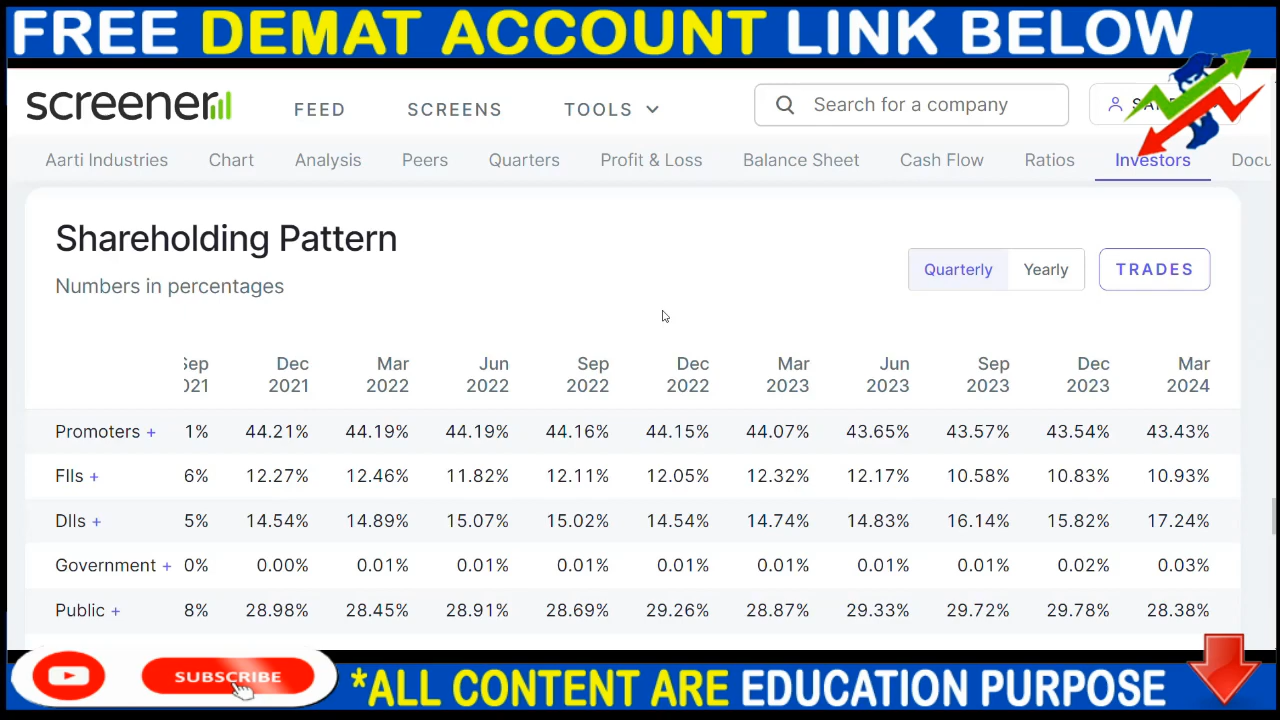 FREE DEMAT ACCOUNT LINK BELOW
screener FEED SCREENS TOOLS Search for a company
Aarti Industries Chart Analysis Peers Quarters Profit & Loss Balance Sheet Cash Flow Ratios Investors Docu
Shareholding Pattern
Quarterly Yearly TRADES
Numbers in percentages
Sep Dec Mar Jun Sep Dec Mar Jun Sep Dec Mar
021 2021 2022 2022 2022 2022 2023 2023 2023 2023 2024
Promoters + 1% 44.21% 44.19% 44.19% 44.16% 44.15% 44.07% 43.65% 43.57% 43.54% 43.43%
FIIs + 6% 12.27% 12.46% 11.82% 12.11% 12.05% 12.32% 12.17% 10.58% 10.83% 10.93%
DIIs + 5% 14.54% 14.89% 15.07% 15.02% 14.54% 14.74% 14.83% 16.14% 15.82% 17.24%
Government + 0% 0.00% 0.01% 0.01% 0.01% 0.01% 0.01% 0.01% 0.01% 0.02% 0.03%
Public + 8% 28.98% 28.45% 28.91% 28.69% 29.26% 28.87% 29.33% 29.72% 29.78% 28.38%
SUBSCRIBE *ALL CONTENT ARE EDUCATION PURPOSE